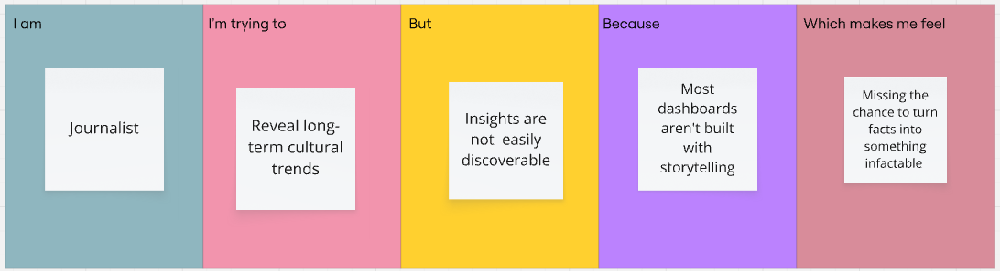 I am
Journalist
I'm trying to
Reveal long-
term cultural
trends
But
Insights are
not easily
discoverable
Because
Most
dashboards
aren't built
with
storytelling
Which makes me feel
Missing the
chance to turn
facts into
something
infactable